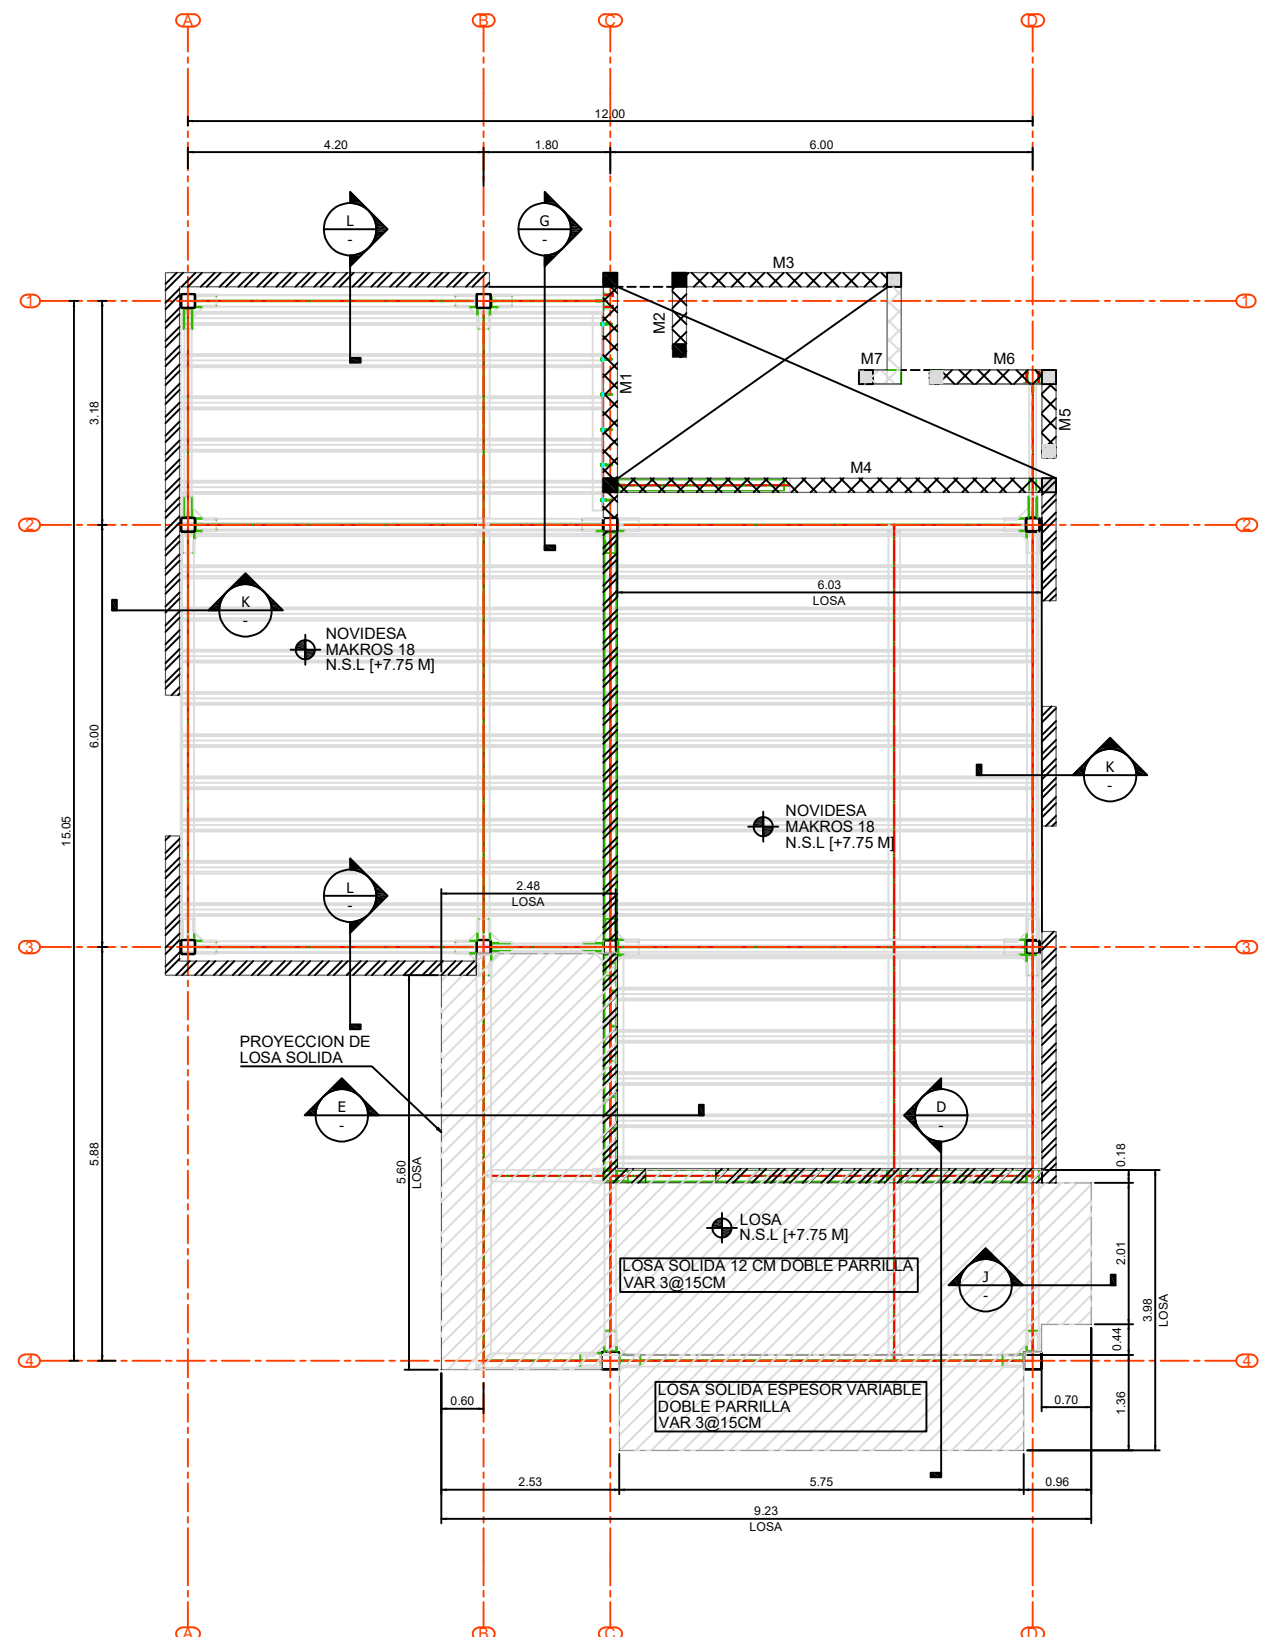 A
B
C
D
12.00
4.20
1.80
6.00
L
-
G
-
M3
1
1
M2
M7
M6
M1
M5
3.18
M4
2
2
6.03
LOSA
K
-
NOVIDESA
MAKROS 18
N.S.L [+7.75 M]
6.00
K
-
NOVIDESA
MAKROS 18
N.S.L [+7.75 M]
15.05
L
-
2.48
LOSA
3
3
PROYECCION DE
LOSA SOLIDA
E
-
D
-
5.88
5.60
LOSA
0.18
LOSA
N.S.L [+7.75 M]
2.01
LOSA SOLIDA 12 CM DOBLE PARRILLA
VAR 3@15CM
J
-
3.98
LOSA
0.44
4
4
LOSA SOLIDA ESPESOR VARIABLE
DOBLE PARRILLA
VAR 3@15CM
0.60
0.70
1.36
2.53
5.75
0.96
9.23
LOSA
A
B
C
D